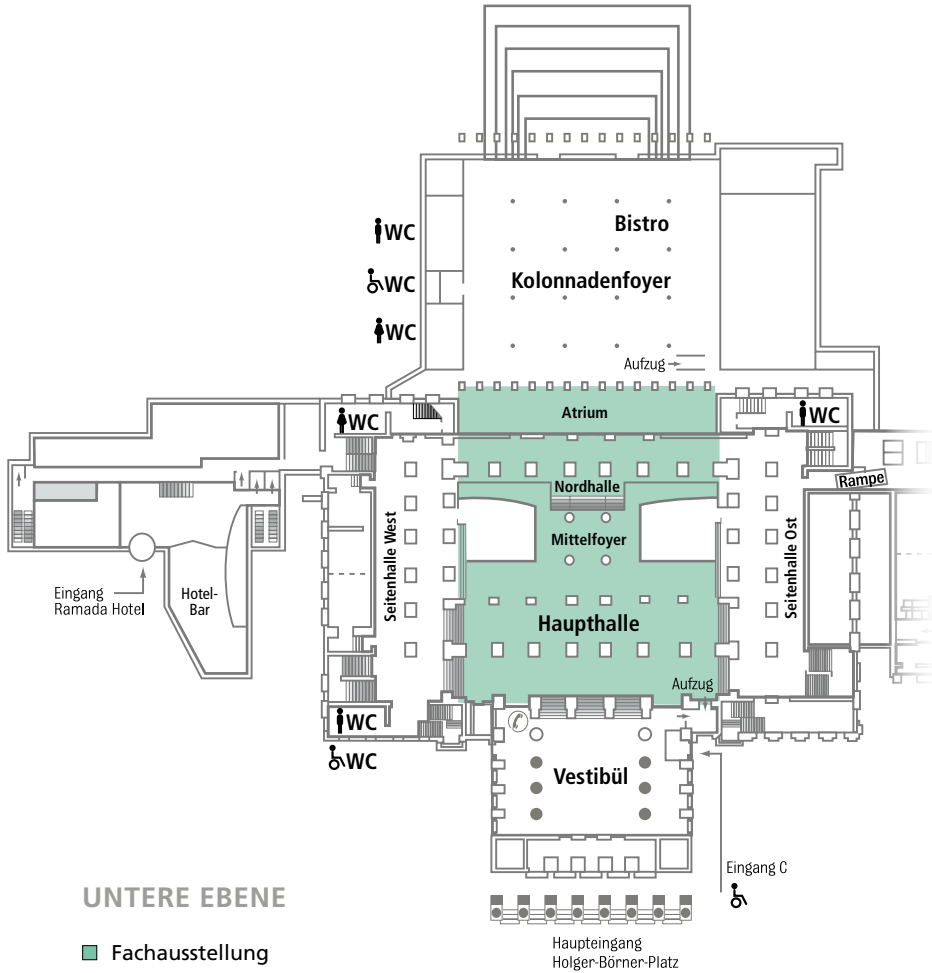 Bistro
WC
Kolonnadenfoyer
WC
WC
Aufzug
Atrium
WC
WC
Nordhalle
Rampe
Mittelfoyer
Seitenhalle West
Seitenhalle Ost
Eingang
Ramada Hotel
Hotel-
Bar
Haupthalle
Aufzug
WC
WC
Vestibül
Eingang C
UNTERE EBENE
Fachausstellung
Haupteingang
Holger-Börner-Platz